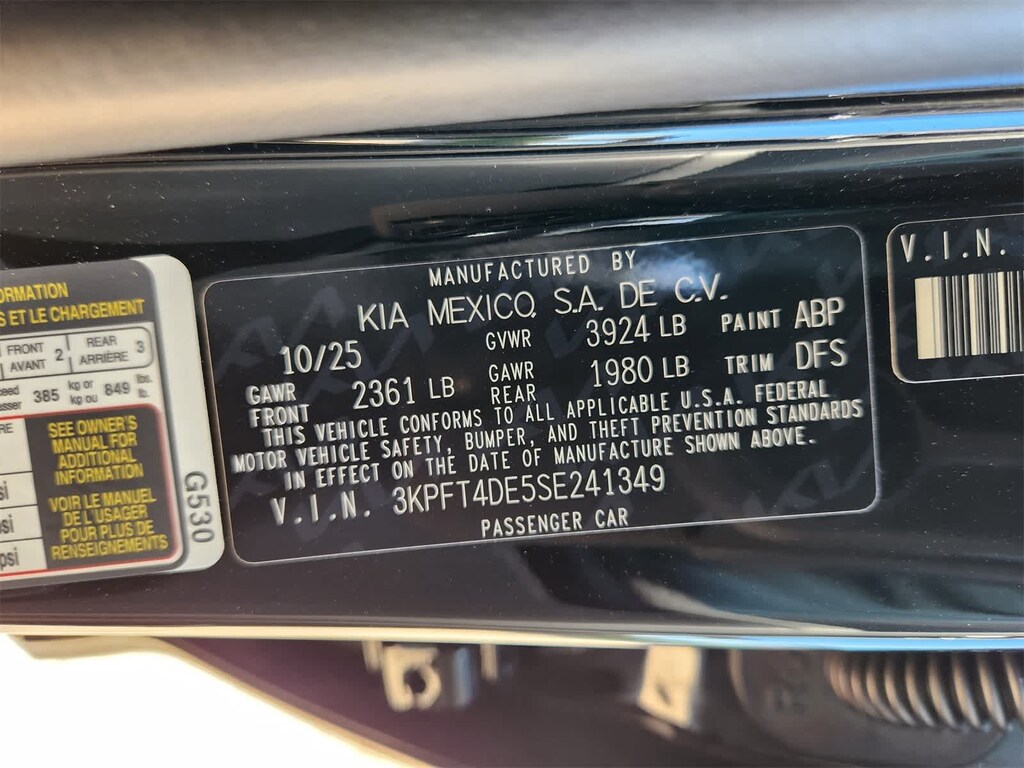 ORMATION
S ET LE CHARGEMENT
FRONT AVANT 2 REAR ARRIÈRE 3
385 kg or kg ou 849 lbs. lb.
SEE OWNER'S
MANUAL FOR
ADDITIONAL
INFORMATION
VOIR LE MANUEL
DE L'USAGER
POUR PLUS DE
RENSEIGNEMENTS
psi
G530
MANUFACTURED BY
KIA MEXICO, S.A. DE C.V.
10/25 GVWR 3924 LB PAINT ABP
GAWR FRONT 2361 LB GAWR REAR 1980 LB TRIM DFS
THIS VEHICLE CONFORMS TO ALL APPLICABLE U.S.A. FEDERAL
MOTOR VEHICLE SAFETY, BUMPER, AND THEFT PREVENTION STANDARDS
IN EFFECT ON THE DATE OF MANUFACTURE SHOWN ABOVE.
V.I.N. 3KPFT4DE5SE241349
PASSENGER CAR
V.I.N.